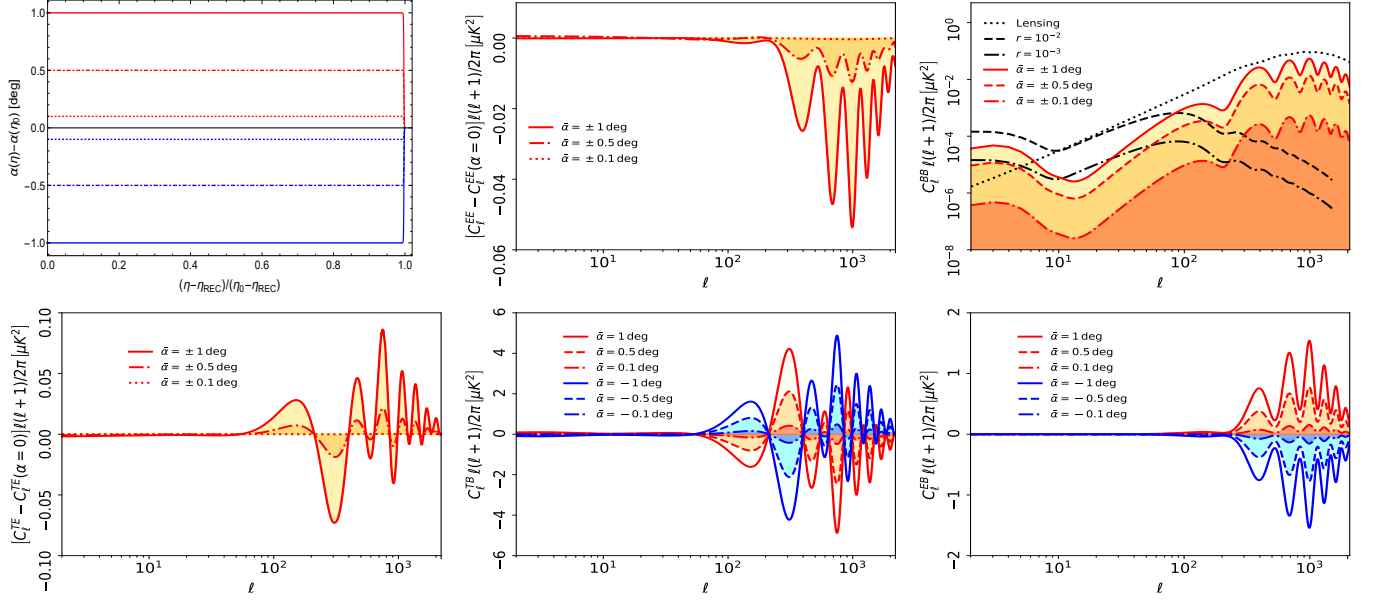 α(η)−α(η₀) [deg]
1.0
0.5
0.0
−0.5
−1.0
0.0 0.2 0.4 0.6 0.8 1.0
(η−ηREC)/(η₀−ηREC)
[C_ℓ^{EE} − C_ℓ^{EE}(α = 0)] ℓ(ℓ + 1)/2π [μK²]
0.00
−0.02
−0.04
−0.06
ᾱ = ± 1 deg
ᾱ = ± 0.5 deg
ᾱ = ± 0.1 deg
10¹ 10² 10³
ℓ
C_ℓ^{BB} ℓ(ℓ + 1)/2π [μK²]
10⁰
10⁻²
10⁻⁴
10⁻⁶
10⁻⁸
Lensing
r = 10⁻²
r = 10⁻³
ᾱ = ± 1 deg
ᾱ = ± 0.5 deg
ᾱ = ± 0.1 deg
10¹ 10² 10³
ℓ
[C_ℓ^{TE} − C_ℓ^{TE}(α = 0)] ℓ(ℓ + 1)/2π [μK²]
0.10
0.05
0.00
−0.05
−0.10
ᾱ = ± 1 deg
ᾱ = ± 0.5 deg
ᾱ = ± 0.1 deg
10¹ 10² 10³
ℓ
C_ℓ^{TB} ℓ(ℓ + 1)/2π [μK²]
6
4
2
0
−2
−4
−6
ᾱ = 1 deg
ᾱ = 0.5 deg
ᾱ = 0.1 deg
ᾱ = −1 deg
ᾱ = −0.5 deg
ᾱ = −0.1 deg
10¹ 10² 10³
ℓ
C_ℓ^{EB} ℓ(ℓ + 1)/2π [μK²]
2
1
0
−1
−2
ᾱ = 1 deg
ᾱ = 0.5 deg
ᾱ = 0.1 deg
ᾱ = −1 deg
ᾱ = −0.5 deg
ᾱ = −0.1 deg
10¹ 10² 10³
ℓ